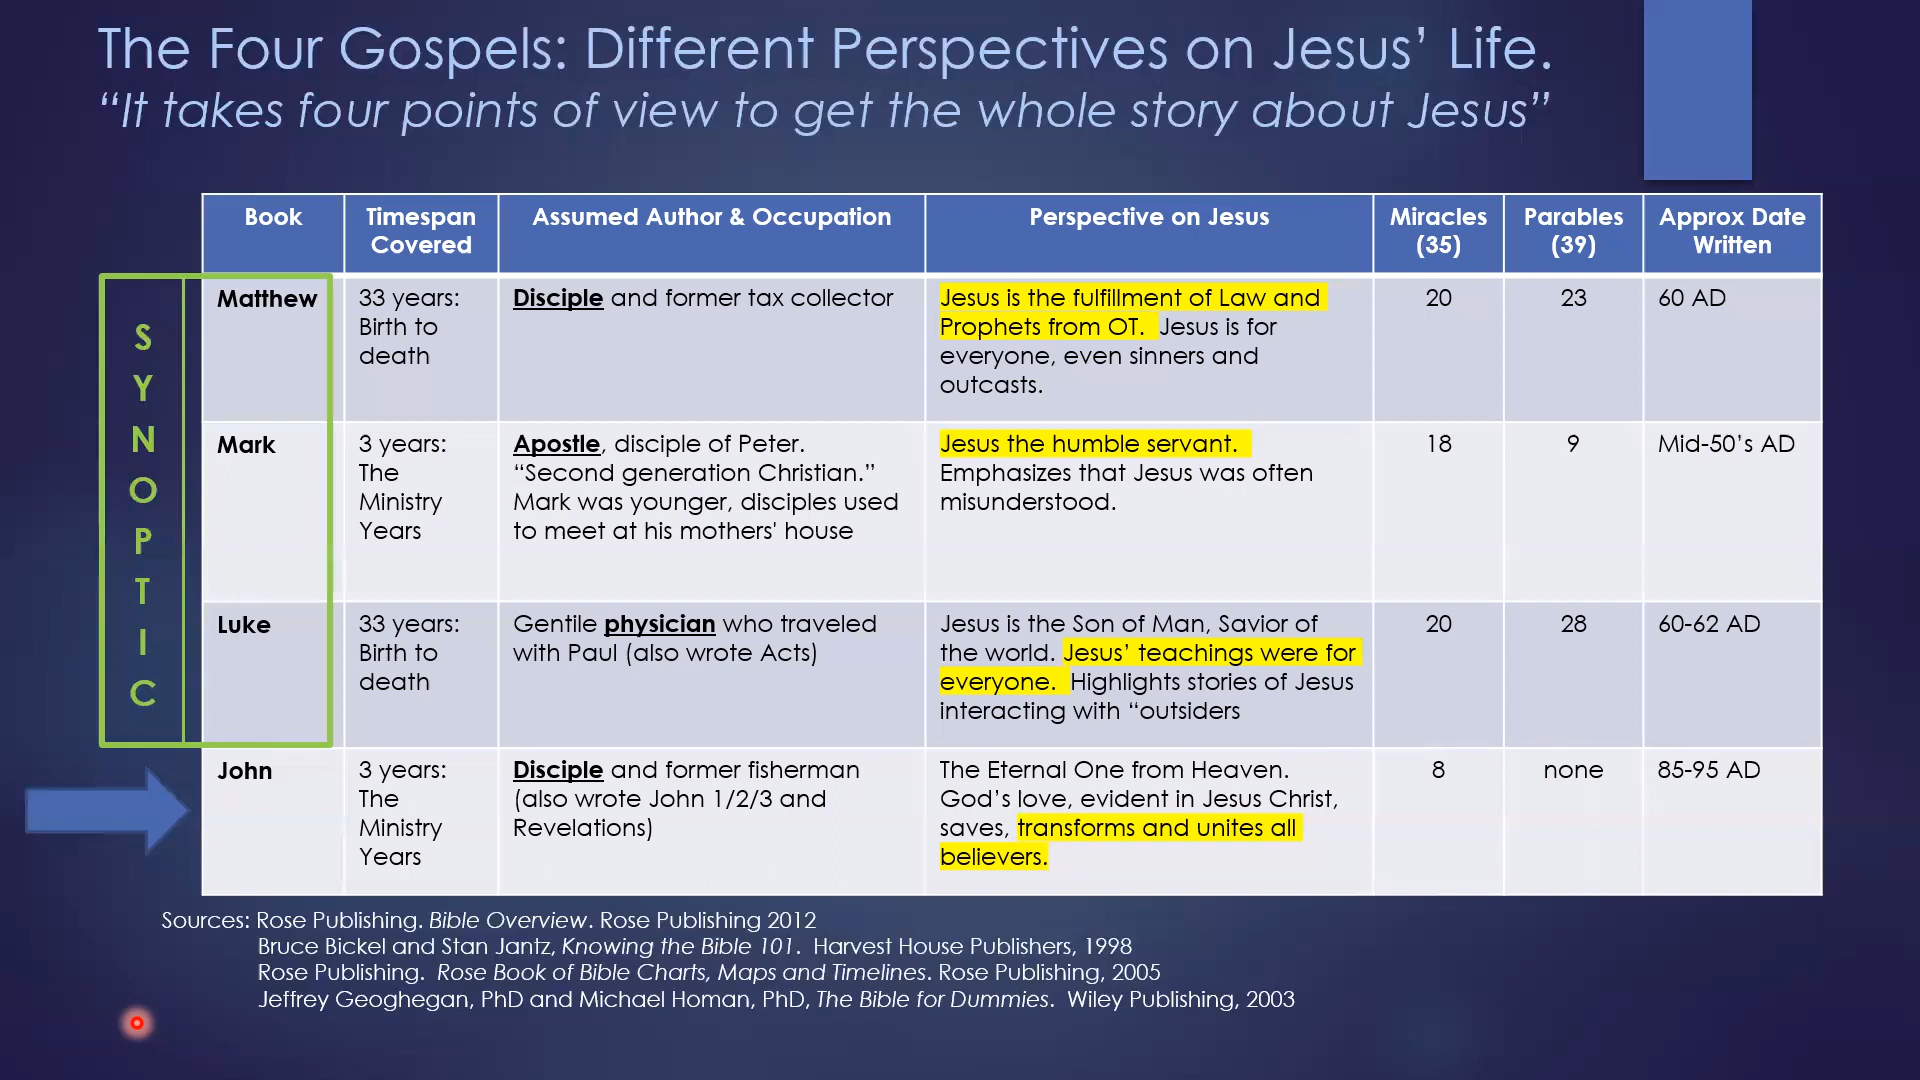 The Four Gospels: Different Perspectives on Jesus’ Life.
“It takes four points of view to get the whole story about Jesus”
Book
Timespan
Covered
Assumed Author & Occupation
Perspective on Jesus
Miracles
(35)
Parables
(39)
Approx Date
Written
S
Y
N
O
P
T
I
C
Matthew
33 years:
Birth to
death
Disciple and former tax collector
Jesus is the fulfillment of Law and
Prophets from OT. Jesus is for
everyone, even sinners and
outcasts.
20
23
60 AD
Mark
3 years:
The
Ministry
Years
Apostle, disciple of Peter.
“Second generation Christian.”
Mark was younger, disciples used
to meet at his mothers' house
Jesus the humble servant.
Emphasizes that Jesus was often
misunderstood.
18
9
Mid-50’s AD
Luke
33 years:
Birth to
death
Gentile physician who traveled
with Paul (also wrote Acts)
Jesus is the Son of Man, Savior of
the world. Jesus’ teachings were for
everyone. Highlights stories of Jesus
interacting with “outsiders
20
28
60-62 AD
John
3 years:
The
Ministry
Years
Disciple and former fisherman
(also wrote John 1/2/3 and
Revelations)
The Eternal One from Heaven.
God’s love, evident in Jesus Christ,
saves, transforms and unites all
believers.
8
none
85-95 AD
Sources: Rose Publishing. Bible Overview. Rose Publishing 2012
Bruce Bickel and Stan Jantz, Knowing the Bible 101. Harvest House Publishers, 1998
Rose Publishing. Rose Book of Bible Charts, Maps and Timelines. Rose Publishing, 2005
Jeffrey Geoghegan, PhD and Michael Homan, PhD, The Bible for Dummies. Wiley Publishing, 2003